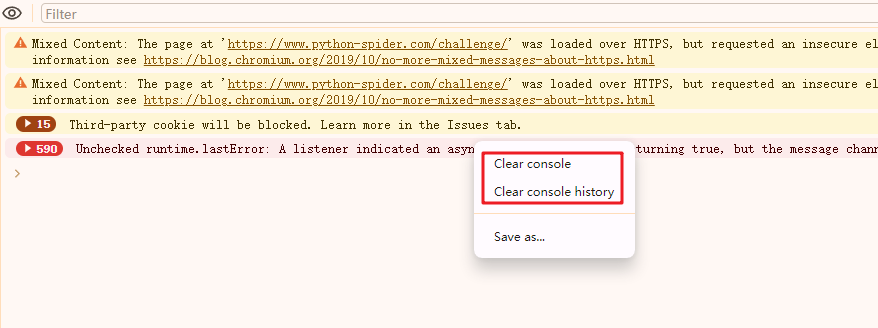 Filter
Mixed Content: The page at 'https://www.python-spider.com/challenge/' was loaded over HTTPS, but requested an insecure el
information see https://blog.chromium.org/2019/10/no-more-mixed-messages-about-https.html
Mixed Content: The page at 'https://www.python-spider.com/challenge/' was loaded over HTTPS, but requested an insecure el
information see https://blog.chromium.org/2019/10/no-more-mixed-messages-about-https.html
15 Third-party cookie will be blocked. Learn more in the Issues tab.
590 Unchecked runtime.lastError: A listener indicated an asyn turning true, but the message chann
Clear console
Clear console history
Save as...